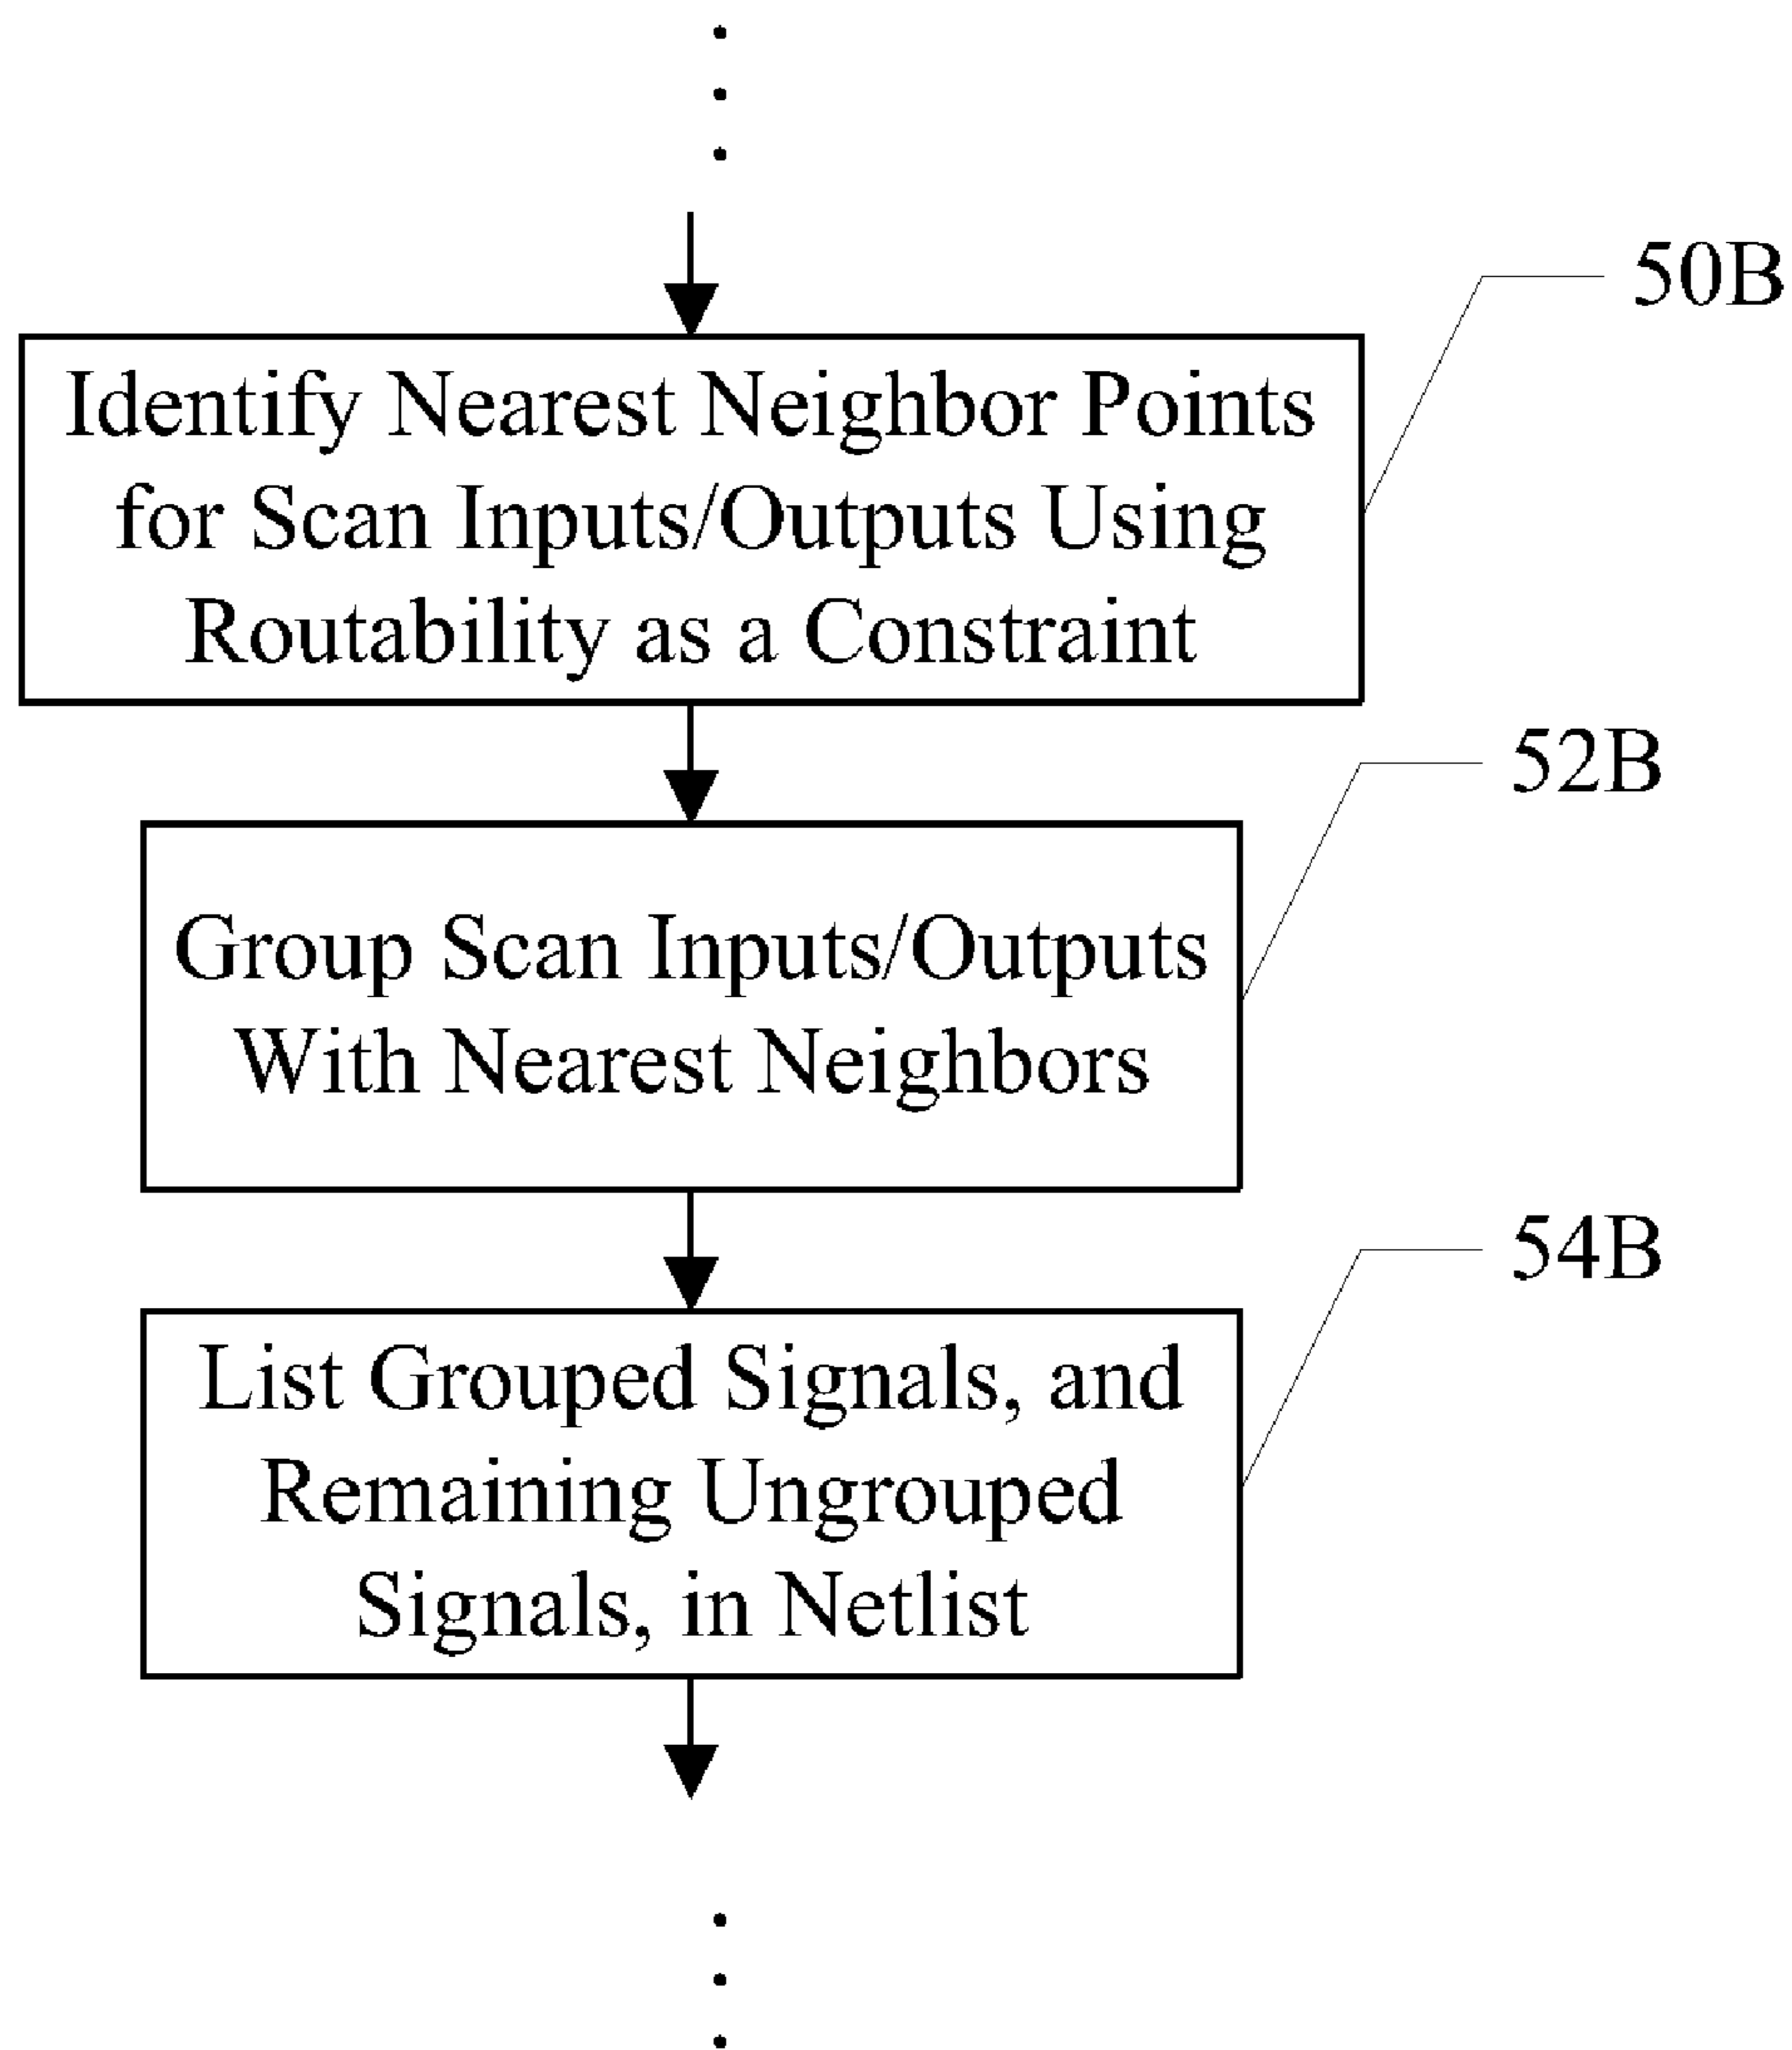 50B
Identify Nearest Neighbor Points
for Scan Inputs/Outputs Using
Routability as a Constraint
52B
Group Scan Inputs/Outputs
With Nearest Neighbors
54B
List Grouped Signals, and
Remaining Ungrouped
Signals, in Netlist